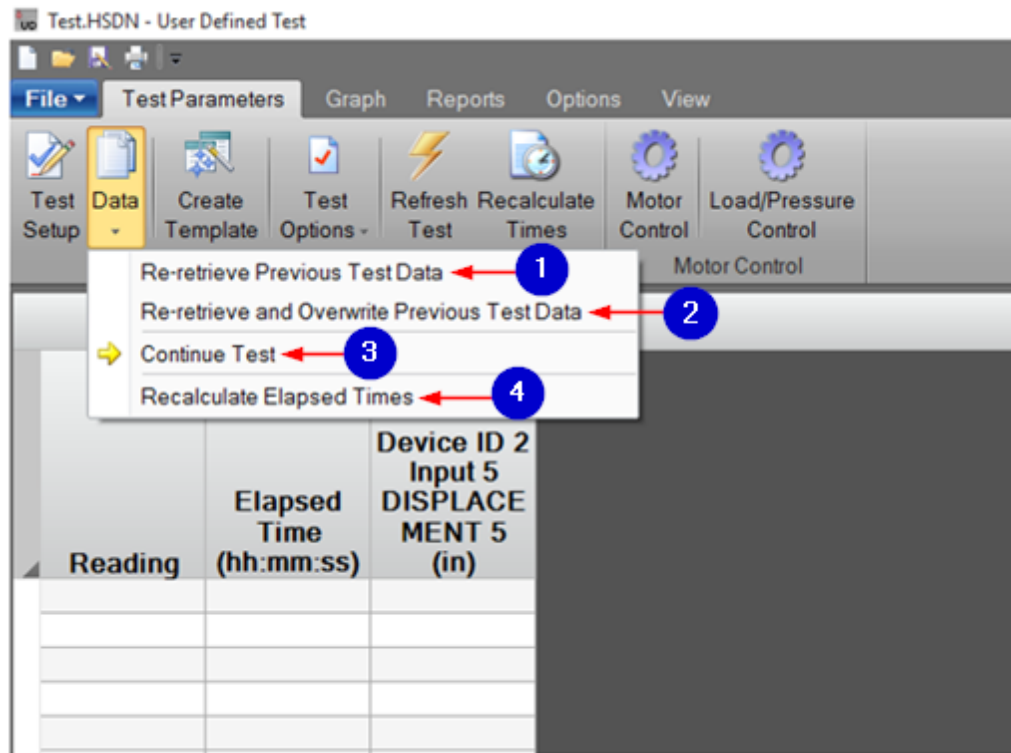 Test.HSDN - User Defined Test
File Test Parameters Graph Reports Options View
Test Setup
Data
Create Template
Test Options
Refresh Test
Recalculate Times
Motor Control
Load/Pressure Control
Motor Control
Re-retrieve Previous Test Data 1
Re-retrieve and Overwrite Previous Test Data 2
Continue Test 3
Recalculate Elapsed Times 4
Reading
Elapsed
Time
(hh:mm:ss)
Device ID 2
Input 5
DISPLACE
MENT 5
(in)